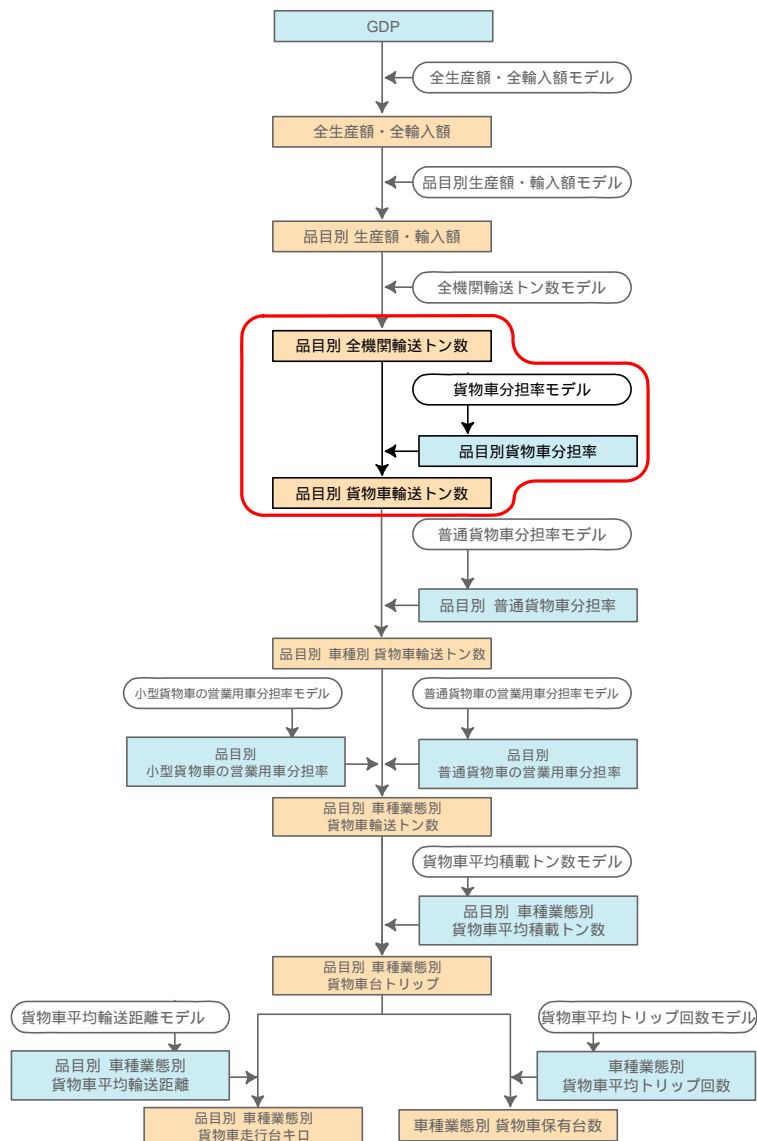 GDP
全生産額・全輸入額モデル
全生産額・全輸入額
品目別生産額・輸入額モデル
品目別 生産額・輸入額
全機関輸送トン数モデル
品目別 全機関輸送トン数
貨物車分担率モデル
品目別貨物車分担率
品目別 貨物車輸送トン数
普通貨物車分担率モデル
品目別 普通貨物車分担率
品目別 車種別 貨物車輸送トン数
小型貨物車の営業用車分担率モデル
普通貨物車の営業用車分担率モデル
品目別
小型貨物車の営業用車分担率
品目別
普通貨物車の営業用車分担率
品目別 車種業態別
貨物車輸送トン数
貨物車平均積載トン数モデル
品目別 車種業態別
貨物車平均積載トン数
品目別 車種業態別
貨物車台トリップ
貨物車平均輸送距離モデル
貨物車平均トリップ回数モデル
品目別 車種業態別
貨物車平均輸送距離
車種業態別
貨物車平均トリップ回数
品目別 車種業態別
貨物車走行台キロ
車種業態別 貨物車保有台数